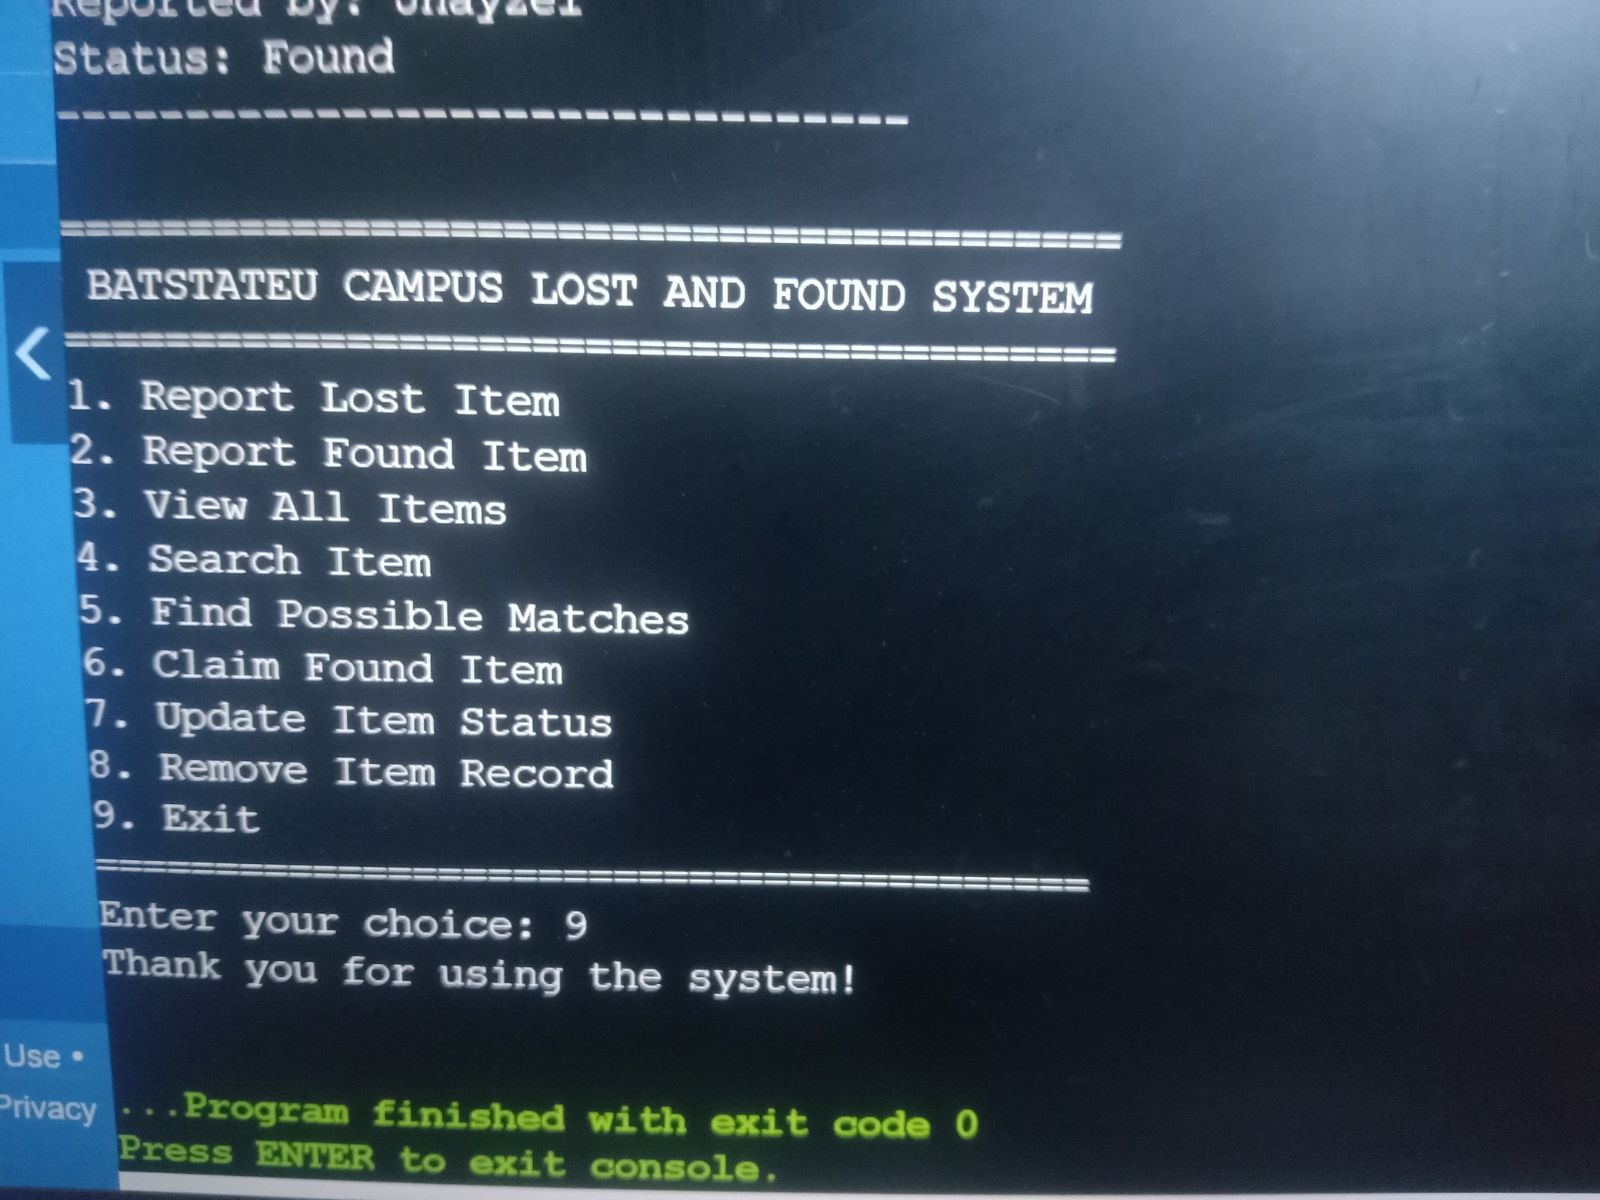 Reported by:
Status: Found
-----------------------------------
============================================
BATSTATEU CAMPUS LOST AND FOUND SYSTEM
============================================
1. Report Lost Item
2. Report Found Item
3. View All Items
4. Search Item
5. Find Possible Matches
6. Claim Found Item
7. Update Item Status
8. Remove Item Record
9. Exit
============================================
Enter your choice: 9
Thank you for using the system!
Use •
Privacy
...Program finished with exit code 0
Press ENTER to exit console.